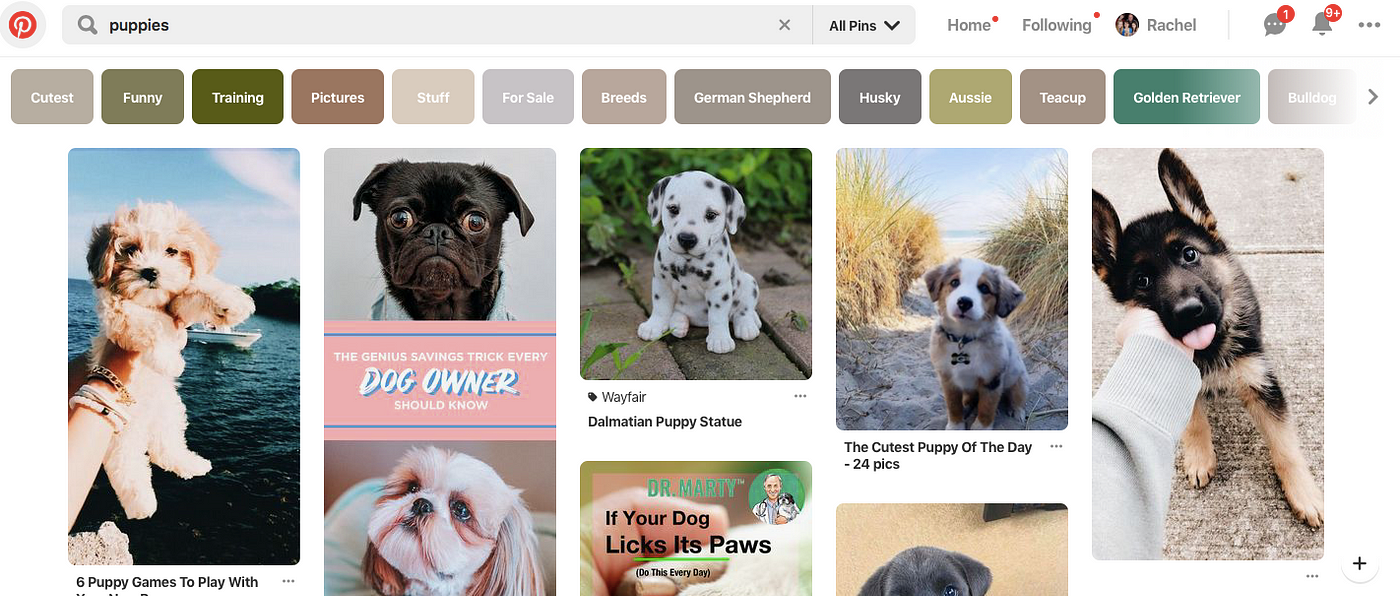 puppies
All Pins
Home
Following
Rachel
1
9+
Cutest
Funny
Training
Pictures
Stuff
For Sale
Breeds
German Shepherd
Husky
Aussie
Teacup
Golden Retriever
Bulldog
6 Puppy Games To Play With
THE GENIUS SAVINGS TRICK EVERY
DOG OWNER
SHOULD KNOW
Wayfair
Dalmatian Puppy Statue
DR. MARTY™
If Your Dog
Licks Its Paws
(Do This Every Day)
The Cutest Puppy Of The Day
- 24 pics